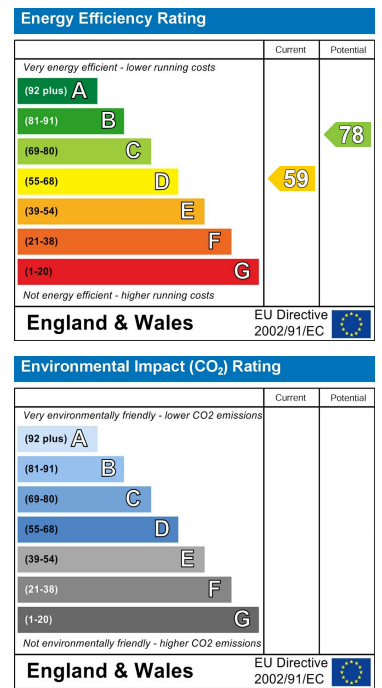 Energy Efficiency Rating
Current Potential
Very energy efficient - lower running costs
(92 plus) A
(81-91) B
(69-80) C
(55-68) D
(39-54) E
(21-38) F
(1-20) G
78
59
Not energy efficient - higher running costs
England & Wales
EU Directive
2002/91/EC
Environmental Impact (CO₂) Rating
Current Potential
Very environmentally friendly - lower CO2 emissions
(92 plus) A
(81-91) B
(69-80) C
(55-68) D
(39-54) E
(21-38) F
(1-20) G
Not environmentally friendly - higher CO2 emissions
England & Wales
EU Directive
2002/91/EC